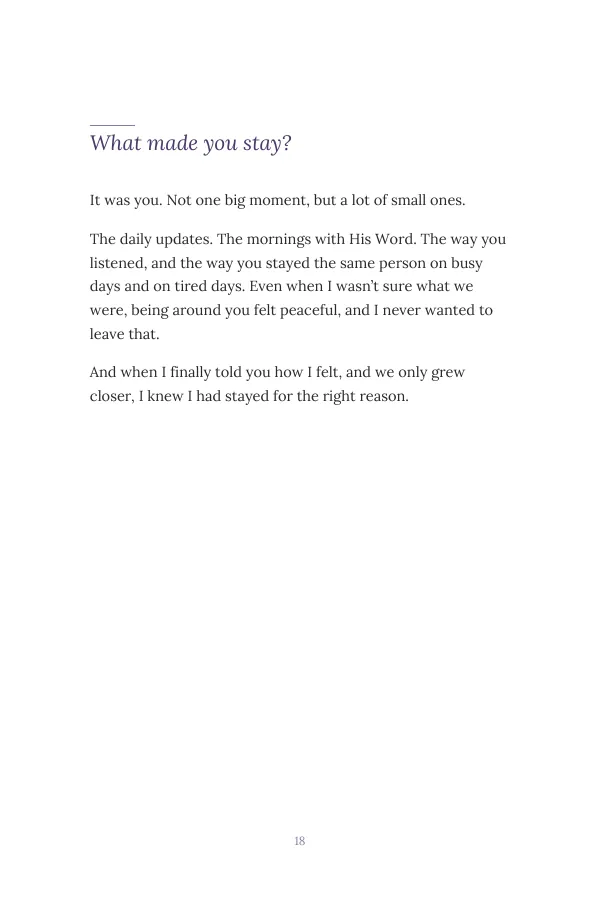 What made you stay?
It was you. Not one big moment, but a lot of small ones.
The daily updates. The mornings with His Word. The way you
listened, and the way you stayed the same person on busy
days and on tired days. Even when I wasn’t sure what we
were, being around you felt peaceful, and I never wanted to
leave that.
And when I finally told you how I felt, and we only grew
closer, I knew I had stayed for the right reason.
18